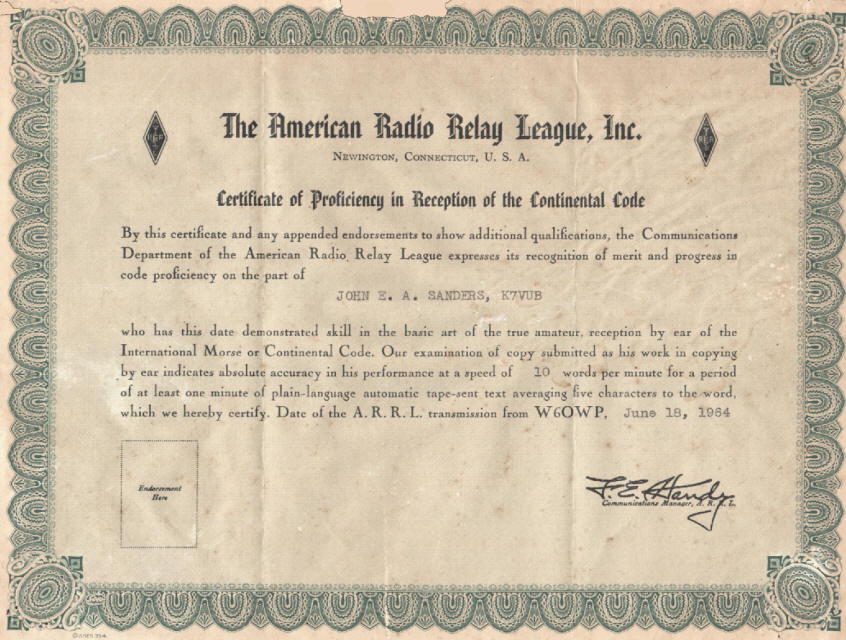 The American Radio Relay League, Inc.
Newington, Connecticut, U. S. A.
Certificate of Proficiency in Reception of the Continental Code
By this certificate and any appended endorsements to show additional qualifications, the Communications
Department of the American Radio Relay League expresses its recognition of merit and progress in
code proficiency on the part of
JOHN E. A. SANDERS, K7VUB
who has this date demonstrated skill in the basic art of the true amateur, reception by ear of the
International Morse or Continental Code. Our examination of copy submitted as his work in copying
by ear indicates absolute accuracy in his performance at a speed of 10 words per minute for a period
of at least one minute of plain-language automatic tape-sent text averaging five characters to the word,
which we hereby certify. Date of the A. R. R. L. transmission from W6OWP, June 18, 1964
Endorsement
Here
F. E. Handy
Communications Manager, A. R. R. L.